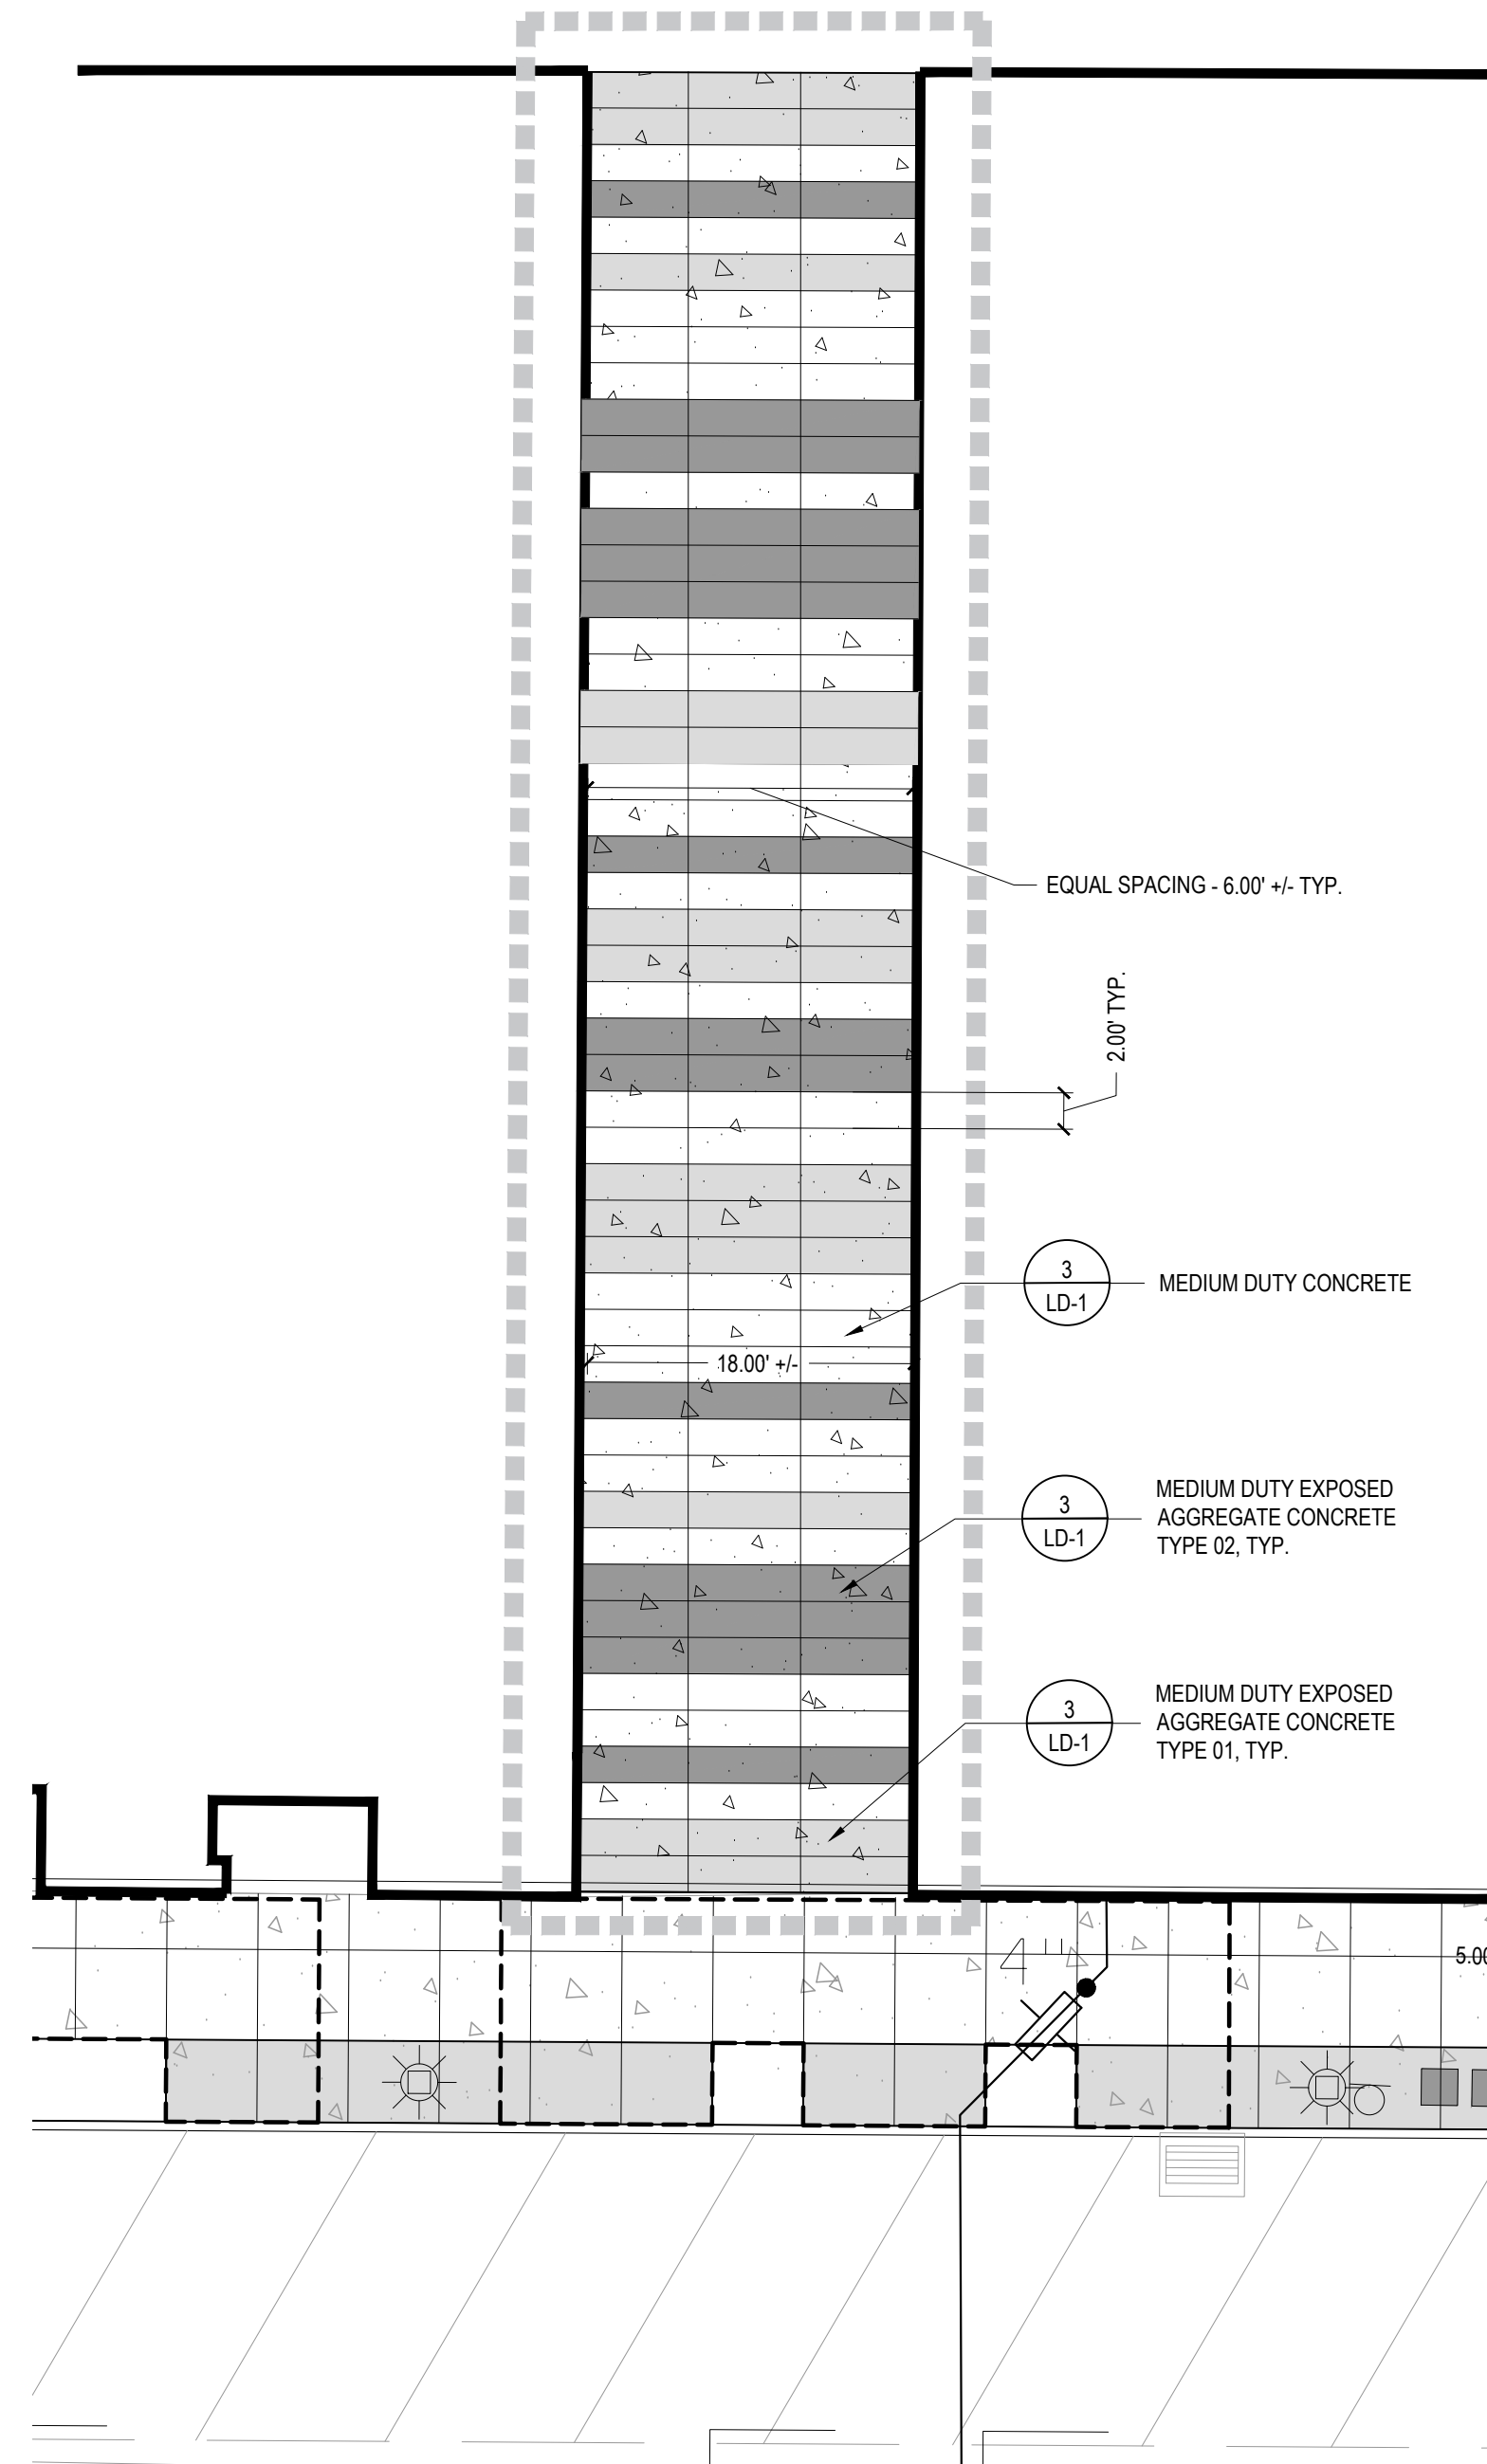 EQUAL SPACING - 6.00' +/- TYP.
2.00' TYP.
3
LD-1
MEDIUM DUTY CONCRETE
18.00' +/-
3
LD-1
MEDIUM DUTY EXPOSED
AGGREGATE CONCRETE
TYPE 02, TYP.
3
LD-1
MEDIUM DUTY EXPOSED
AGGREGATE CONCRETE
TYPE 01, TYP.
4"